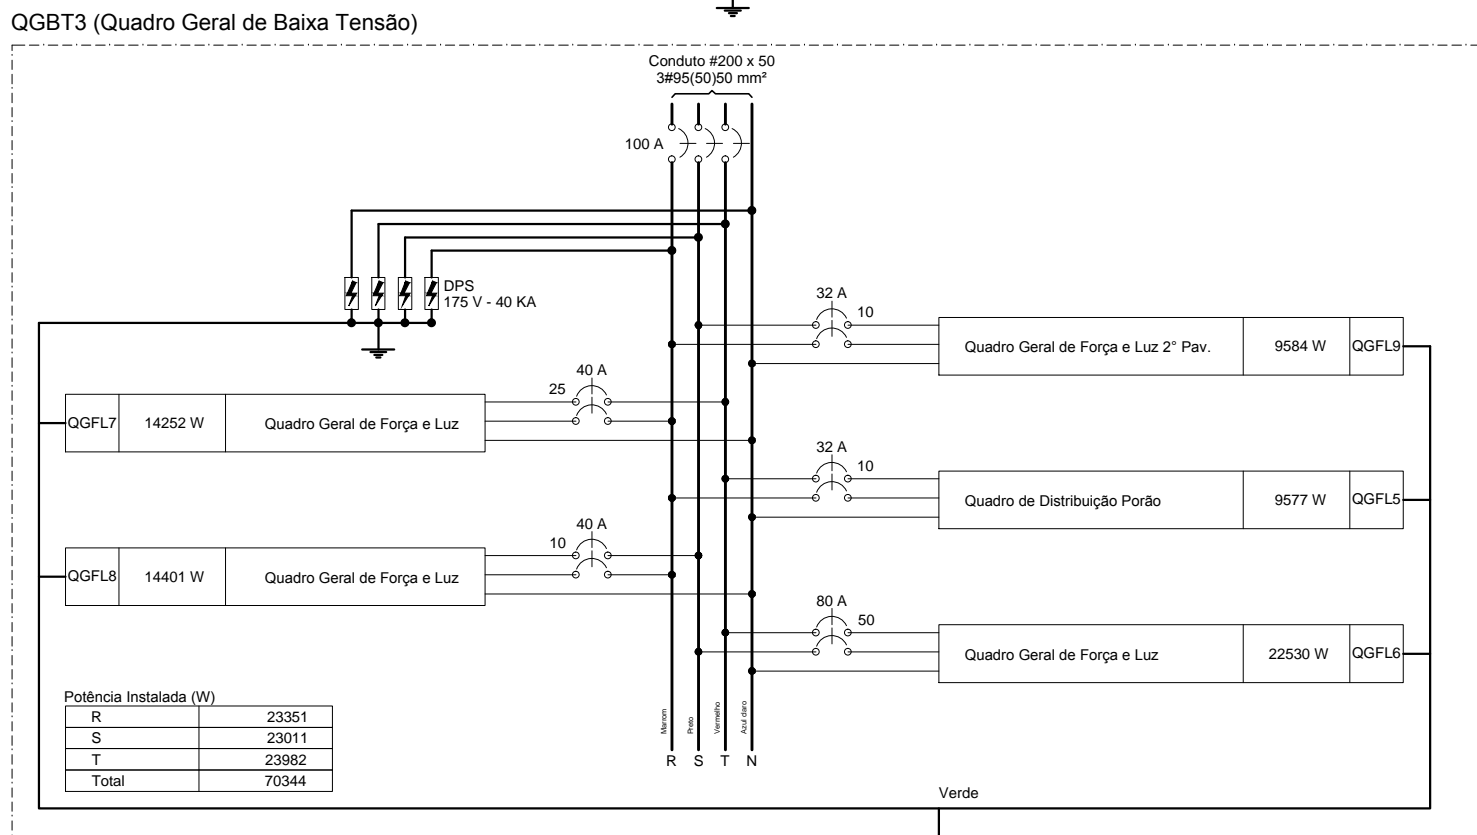 QGBT3 (Quadro Geral de Baixa Tensão)
Conduto #200 x 50
3#95(50)50 mm²
100 A
DPS
175 V - 40 KA
32 A
10
Quadro Geral de Força e Luz 2° Pav.
9584 W
QGFL9
40 A
25
QGFL7
14252 W
Quadro Geral de Força e Luz
32 A
10
Quadro de Distribuição Porão
9577 W
QGFL5
40 A
10
QGFL8
14401 W
Quadro Geral de Força e Luz
80 A
50
Quadro Geral de Força e Luz
22530 W
QGFL6
Potência Instalada (W)
R 23351
S 23011
T 23982
Total 70344
Marrom
Preto
Vermelho
Azul claro
R S T N
Verde